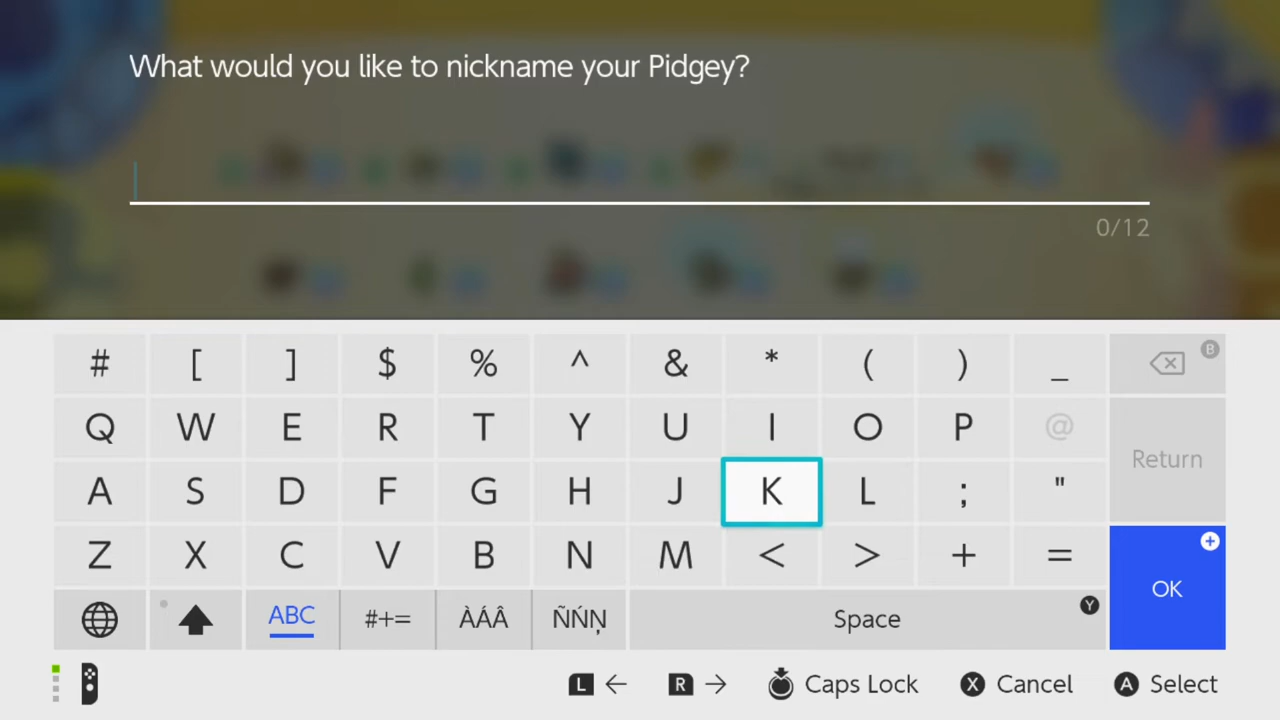 What would you like to nickname your Pidgey?
0/12
# [ ] $ % ^ & * ( ) _ B
Q W E R T Y U I O P @
Return
A S D F G H J K L ; "
Z X C V B N M < > + = +
OK
ABC #+= ÀÁÂ ÑŃŅ Space Y
L ← R → Caps Lock X Cancel A Select